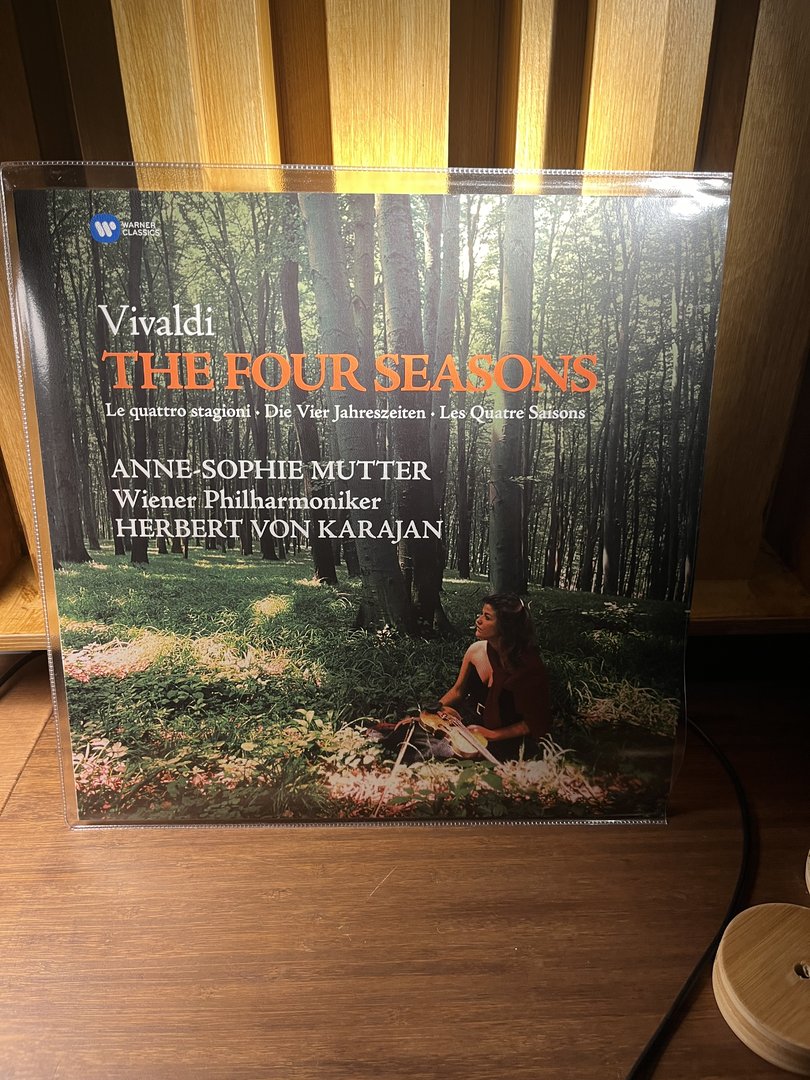 WARNER
CLASSICS
Vivaldi
THE FOUR SEASONS
Le quattro stagioni · Die Vier Jahreszeiten · Les Quatre Saisons
ANNE-SOPHIE MUTTER
Wiener Philharmoniker
HERBERT VON KARAJAN